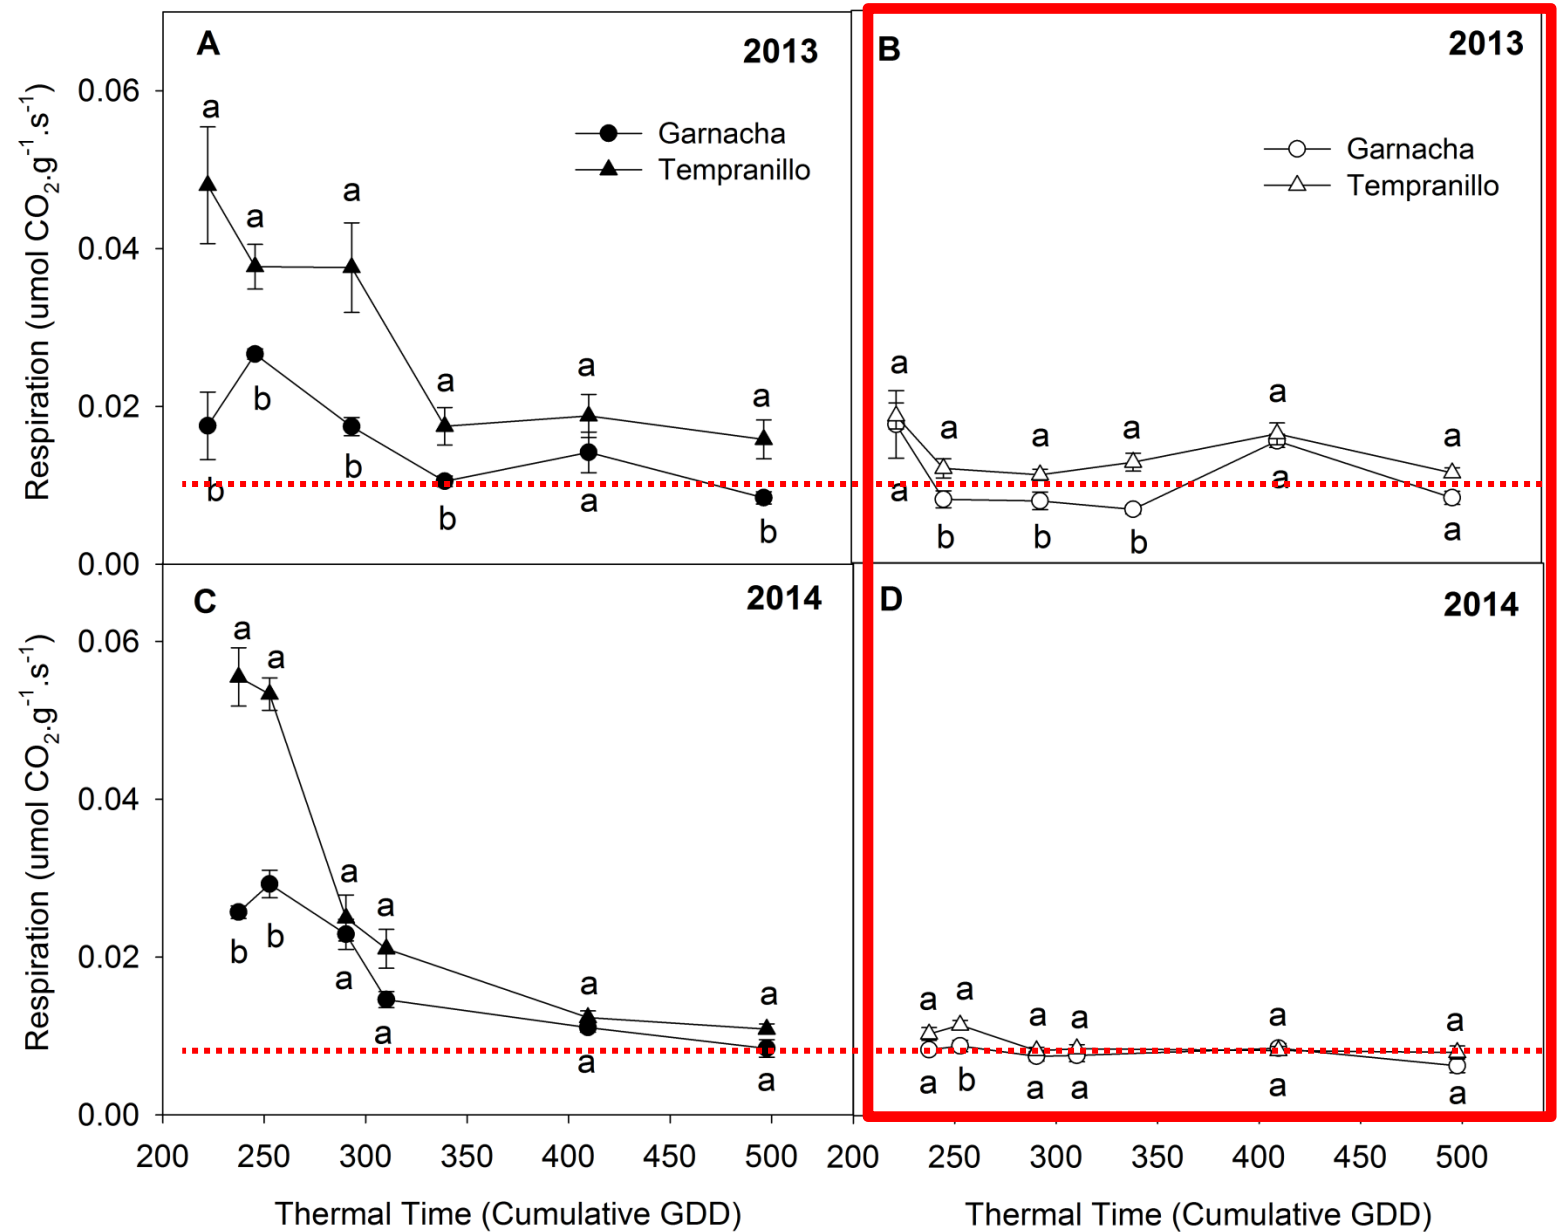 A
2013
B
2013
0.06
a
Garnacha
Tempranillo
Garnacha
Tempranillo
a
a
0.04
a
a
a
a
a
a
a
a
a
0.02
b
b
b
b
a
b
a
b
b
b
a
a
0.00
Respiration (umol CO₂.g⁻¹.s⁻¹)
C
2014
D
2014
0.06
a
a
0.04
a
a
a
a
0.02
b
b
a
a
a
a
a
a
a
a
a
a
a
b
a
a
a
a
0.00
Respiration (umol CO₂.g⁻¹.s⁻¹)
200 250 300 350 400 450 500 200 250 300 350 400 450 500
Thermal Time (Cumulative GDD)
Thermal Time (Cumulative GDD)